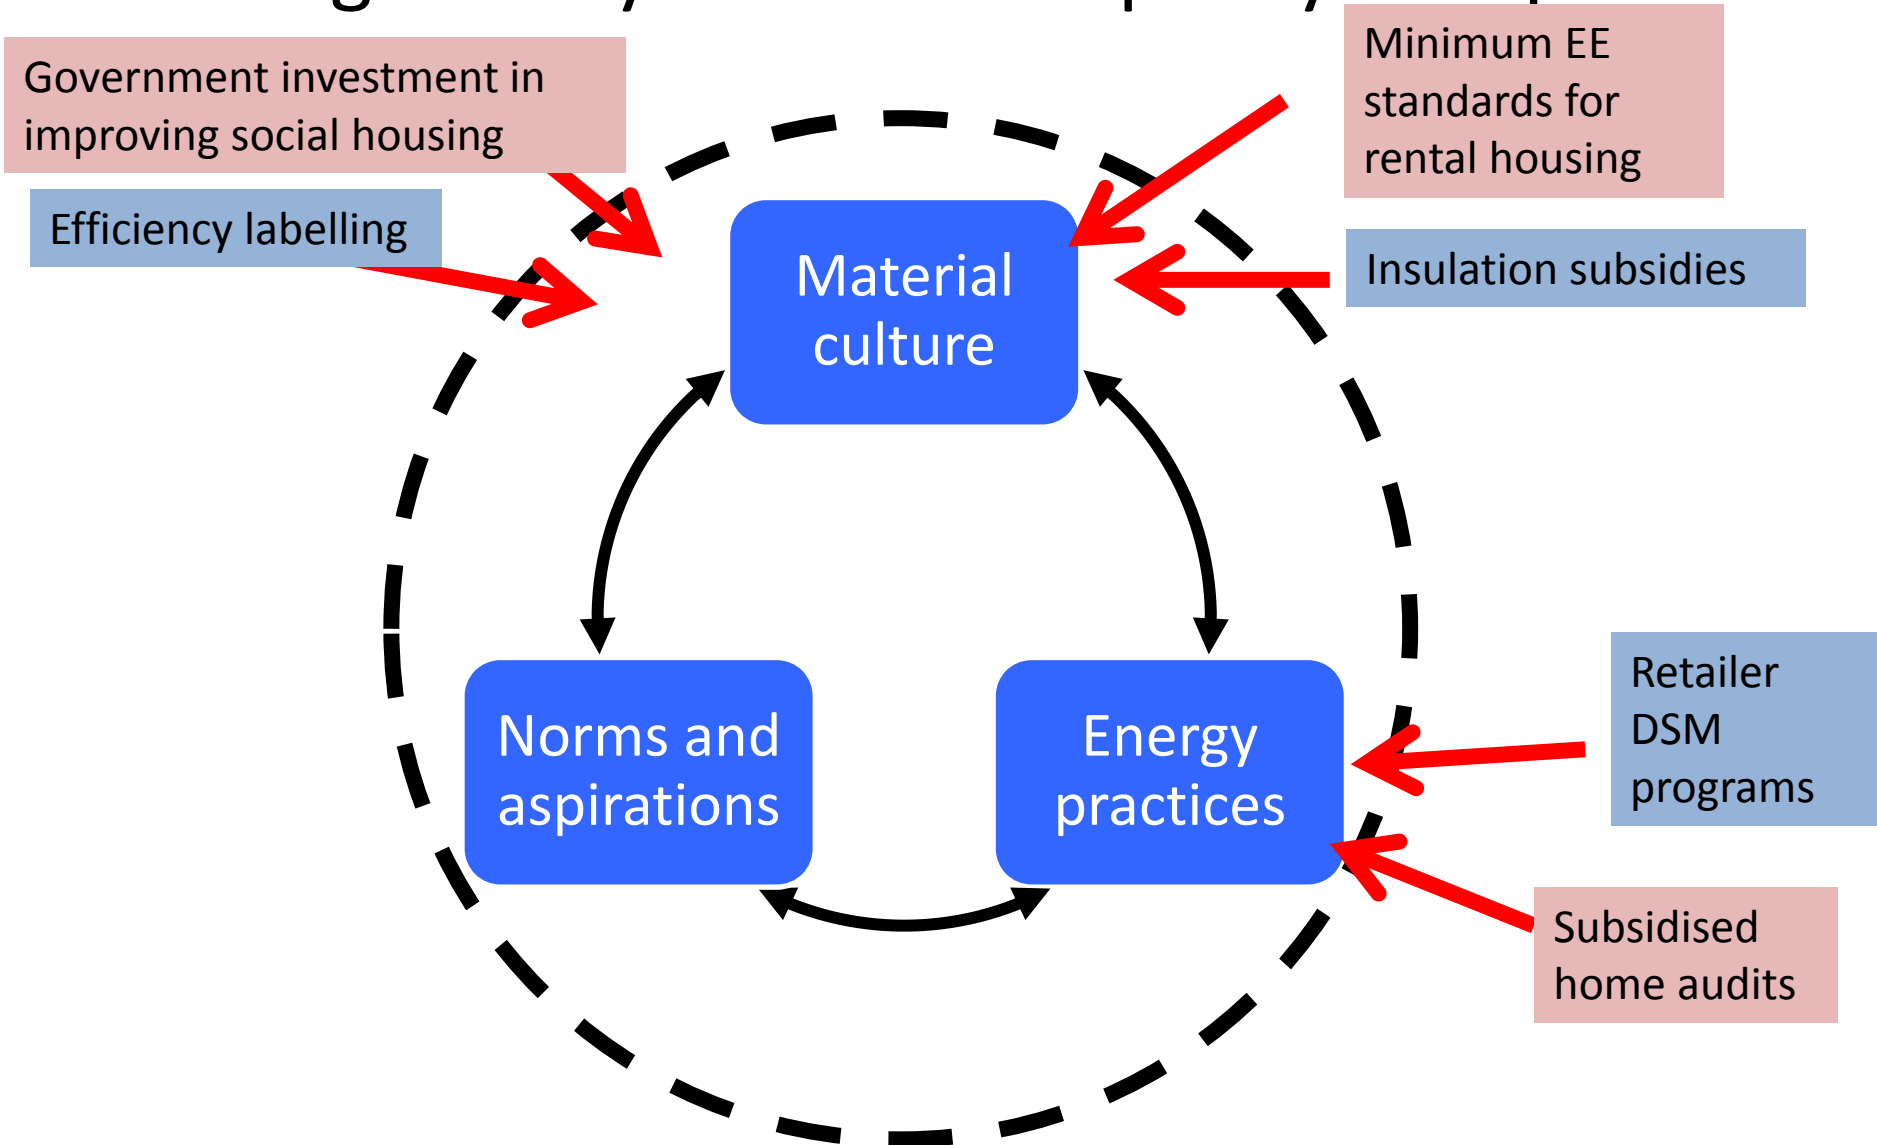 Government investment in
improving social housing
Efficiency labelling
Minimum EE
standards for
rental housing
Insulation subsidies
Material
culture
Norms and
aspirations
Energy
practices
Retailer
DSM
programs
Subsidised
home audits